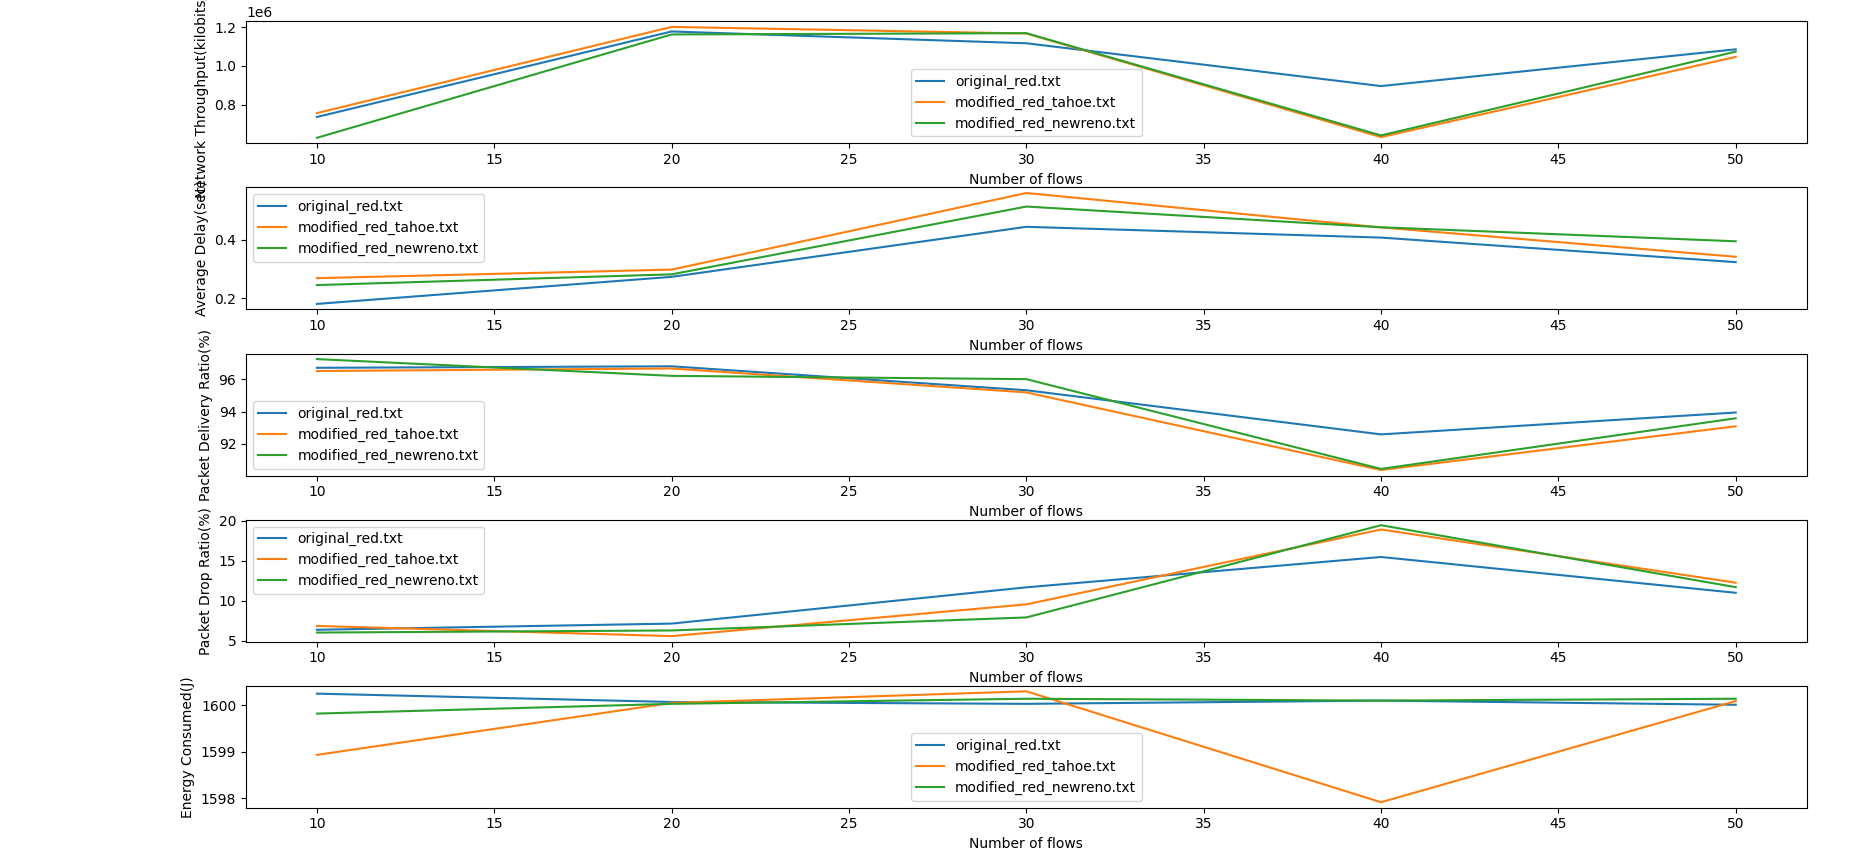 1e6
Network Throughput(kilobits
1.2
1.0
0.8
original_red.txt
modified_red_tahoe.txt
modified_red_newreno.txt
10 15 20 25 30 35 40 45 50
Number of flows
Average Delay(sec)
0.4
0.2
original_red.txt
modified_red_tahoe.txt
modified_red_newreno.txt
10 15 20 25 30 35 40 45 50
Number of flows
Packet Delivery Ratio(%)
96
94
92
original_red.txt
modified_red_tahoe.txt
modified_red_newreno.txt
10 15 20 25 30 35 40 45 50
Number of flows
Packet Drop Ratio(%)
20
15
10
5
original_red.txt
modified_red_tahoe.txt
modified_red_newreno.txt
10 15 20 25 30 35 40 45 50
Number of flows
Energy Consumed(J)
1600
1599
1598
original_red.txt
modified_red_tahoe.txt
modified_red_newreno.txt
10 15 20 25 30 35 40 45 50
Number of flows